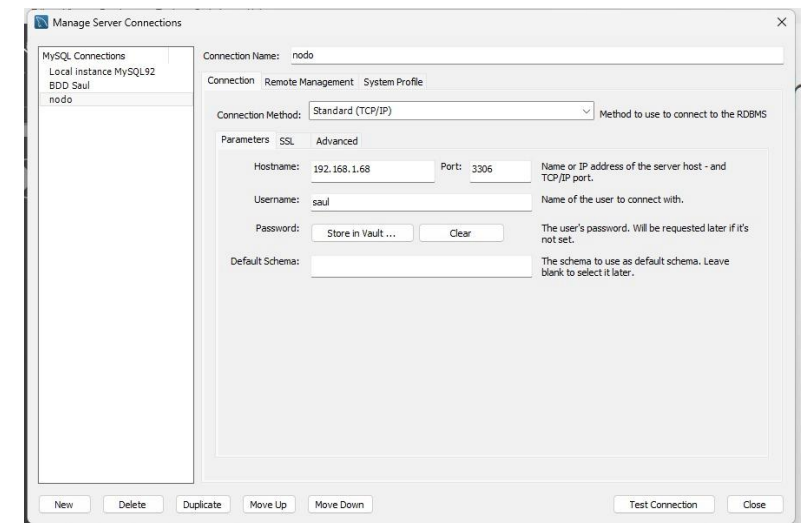 Manage Server Connections
MySQL Connections
Local instance MySQL92
BDD Saul
nodo
Connection Name: nodo
Connection Remote Management System Profile
Connection Method: Standard (TCP/IP) Method to use to connect to the RDBMS
Parameters SSL Advanced
Hostname: 192.168.1.68 Port: 3306 Name or IP address of the server host - and
TCP/IP port.
Username: saul Name of the user to connect with.
Password: Store in Vault ... Clear The user's password. Will be requested later if it's
not set.
Default Schema: The schema to use as default schema. Leave
blank to select it later.
New Delete Duplicate Move Up Move Down Test Connection Close